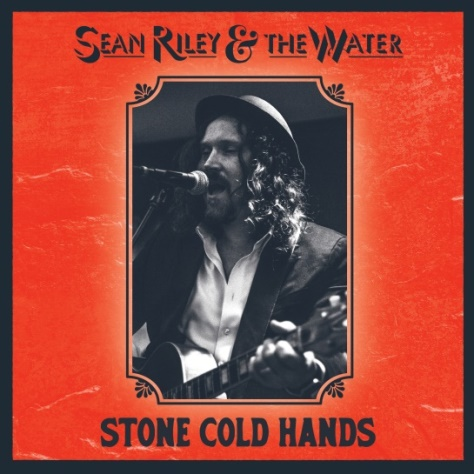 SEAN RILEY & THE WATER
STONE COLD HANDS